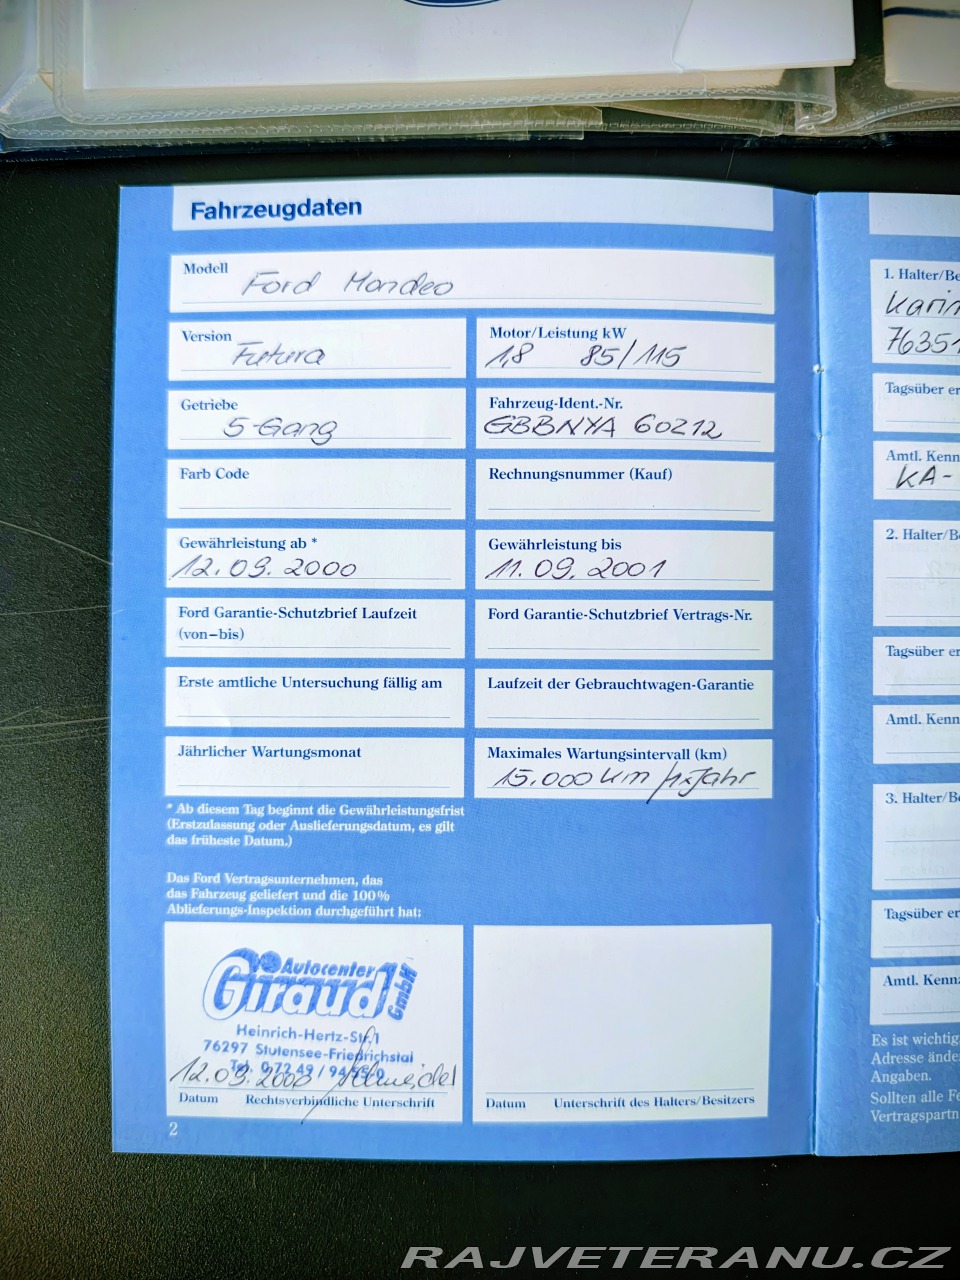 Fahrzeugdaten
Modell
Ford Mondeo
Version
Futura
Motor/Leistung kW
1,8 85/115
Getriebe
5-Gang
Fahrzeug-Ident.-Nr.
GBBNYA 60212
Farb Code
Rechnungsnummer (Kauf)
Gewährleistung ab *
12.09.2000
Gewährleistung bis
11.09.2001
Ford Garantie-Schutzbrief Laufzeit
(von–bis)
Ford Garantie-Schutzbrief Vertrags-Nr.
Erste amtliche Untersuchung fällig am
Laufzeit der Gebrauchtwagen-Garantie
Jährlicher Wartungsmonat
Maximales Wartungsintervall (km)
15.000 km /1xJahr
* Ab diesem Tag beginnt die Gewährleistungsfrist
(Erstzulassung oder Auslieferungsdatum, es gilt
das früheste Datum.)
Das Ford Vertragsunternehmen, das
das Fahrzeug geliefert und die 100%
Ablieferungs-Inspektion durchgeführt hat:
Autocenter
Giraud GmbH
Heinrich-Hertz-Str. 1
76297 Stutensee-Friedrichstal
Tel. 0 72 49 /
12.09.2000
Datum Rechtsverbindliche Unterschrift
Datum Unterschrift des Halters/Besitzers
2
1. Halter/Be
Karin
76351
Tagsüber er
Amtl. Kenn
KA-
2. Halter/B
Tagsüber er
Amtl. Kenn
3. Halter/B
Tagsüber er
Amtl. Kenn
Es ist wichtig,
Adresse ände
Angaben.
Sollten alle Fe
Vertragspartn
RAJVETERANU.CZ